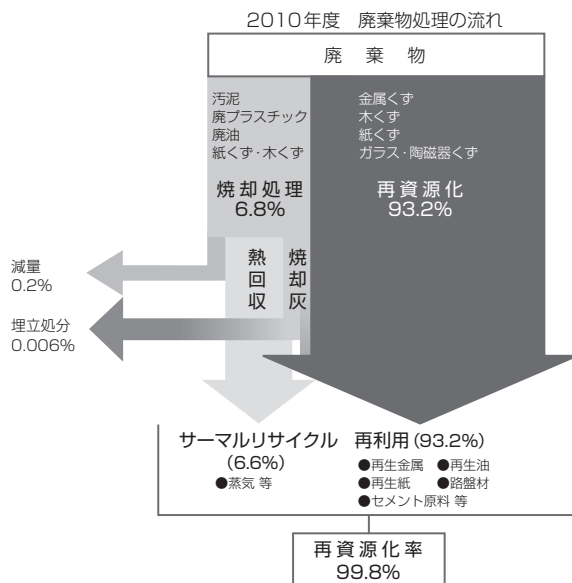 2010年度　廃棄物処理の流れ
廃棄物
汚泥
廃プラスチック
廃油
紙くず・木くず
焼却処理
6.8%
金属くず
木くず
紙くず
ガラス・陶磁器くず
再資源化
93.2%
減量
0.2%
熱回収
焼却灰
埋立処分
0.006%
サーマルリサイクル
(6.6%)
●蒸気 等
再利用(93.2%)
●再生金属 ●再生油
●再生紙 ●路盤材
●セメント原料 等
再資源化率
99.8%